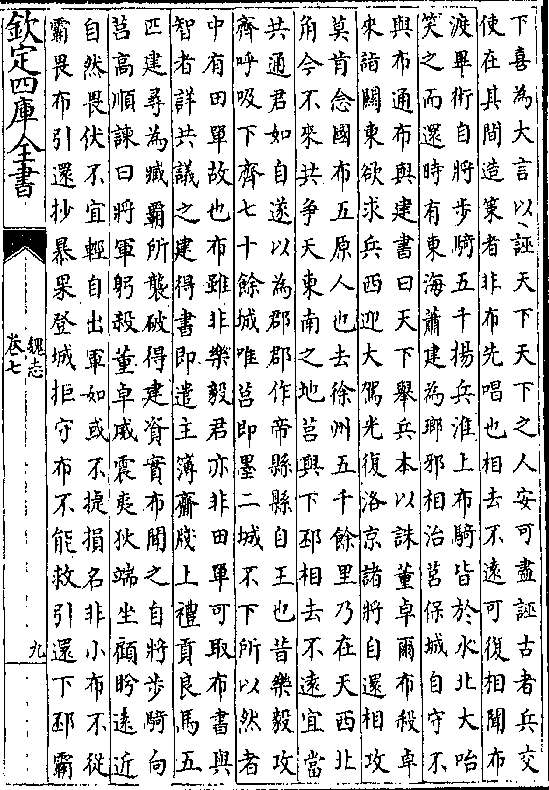 下喜為大言以誣天下天下之人安可盡誣古者兵交
使在其間造策者非布先唱也相去不遠可復相聞布
渡畢術自將步騎五千揚兵淮上布騎皆於水北大咍
笑之而還時有東海蕭建為瑯邪相治莒保城自守不
與布通布與建書曰天下舉兵本以誅董卓爾布殺卓
來詣關東欲求兵西迎大駕光復洛京諸將自還相攻
莫肯念國布五原人也去徐州五千餘里乃在天西北
角今不來共爭天東南之地莒與下邳相去不遠宜當
共通君如自遂以為郡郡作帝縣縣自王也昔樂毅攻
齊呼吸下齊七十餘城唯莒即墨二城不下所以然者
中有田單故也布雖非樂毅君亦非田單可取布書與
智者詳共議之建得書即遣主簿齎牋上禮貢良馬五
匹建尋為臧霸所襲破得建資實布聞之自將步騎向
莒高順諫曰將軍躬殺董卓威震夷狄端坐顧盼遠近
自然畏伏不宜輕自出軍如或不捷損名非小布不從
霸畏布引還抄暴果登城拒守布不能救引還下邳霸
欽定四庫全書
魏志
卷七
九